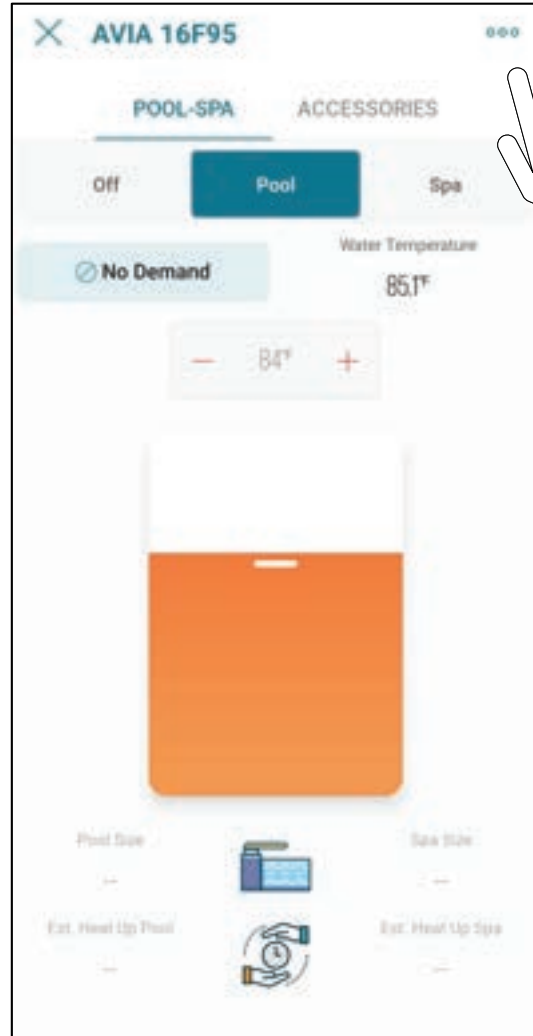 AVIA 16F95
POOL-SPA ACCESSORIES
Off Pool Spa
No Demand
Water Temperature
85.1°F
− 84°F +
Pool Size Spa Size
-- --
Est. Heat Up Pool Est. Heat Up Spa
-- --